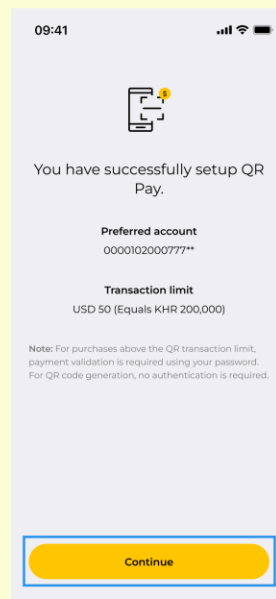 09:41
$
You have successfully setup QR
Pay.
Preferred account
0000102000777**
Transaction limit
USD 50 (Equals KHR 200,000)
Note: For purchases above the QR transaction limit,
payment validation is required using your password.
For QR code generation, no authentication is required.
Continue